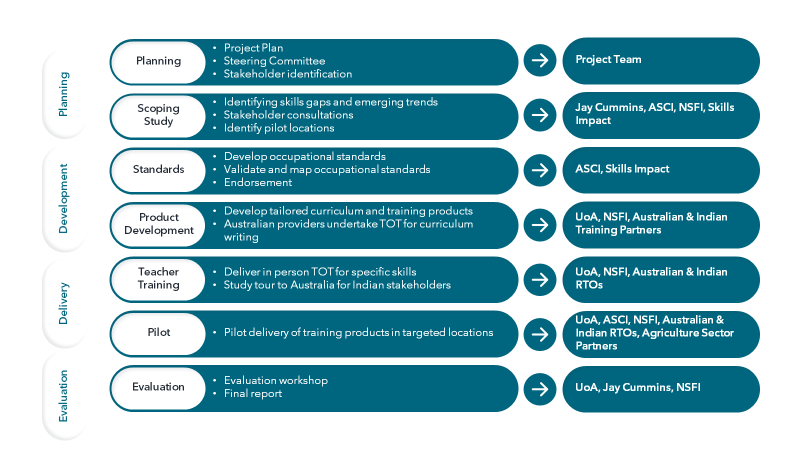 Planning
Planning
• Project Plan
• Steering Committee
• Stakeholder identification
Project Team
Scoping
Study
• Identifying skills gaps and emerging trends
• Stakeholder consultations
• Identify pilot locations
Jay Cummins, ASCI, NSFI, Skills
Impact
Development
Standards
• Develop occupational standards
• Validate and map occupational standards
• Endorsement
ASCI, Skills Impact
Product
Development
• Develop tailored curriculum and training products
• Australian providers undertake TOT for curriculum
writing
UoA, NSFI, Australian & Indian
Training Partners
Delivery
Teacher
Training
• Deliver in person TOT for specific skills
• Study tour to Australia for Indian stakeholders
UoA, NSFI, Australian & Indian
RTOs
Pilot
• Pilot delivery of training products in targeted locations
UoA, ASCI, NSFI, Australian &
Indian RTOs, Agriculture Sector
Partners
Evaluation
Evaluation
• Evaluation workshop
• Final report
UoA, Jay Cummins, NSFI